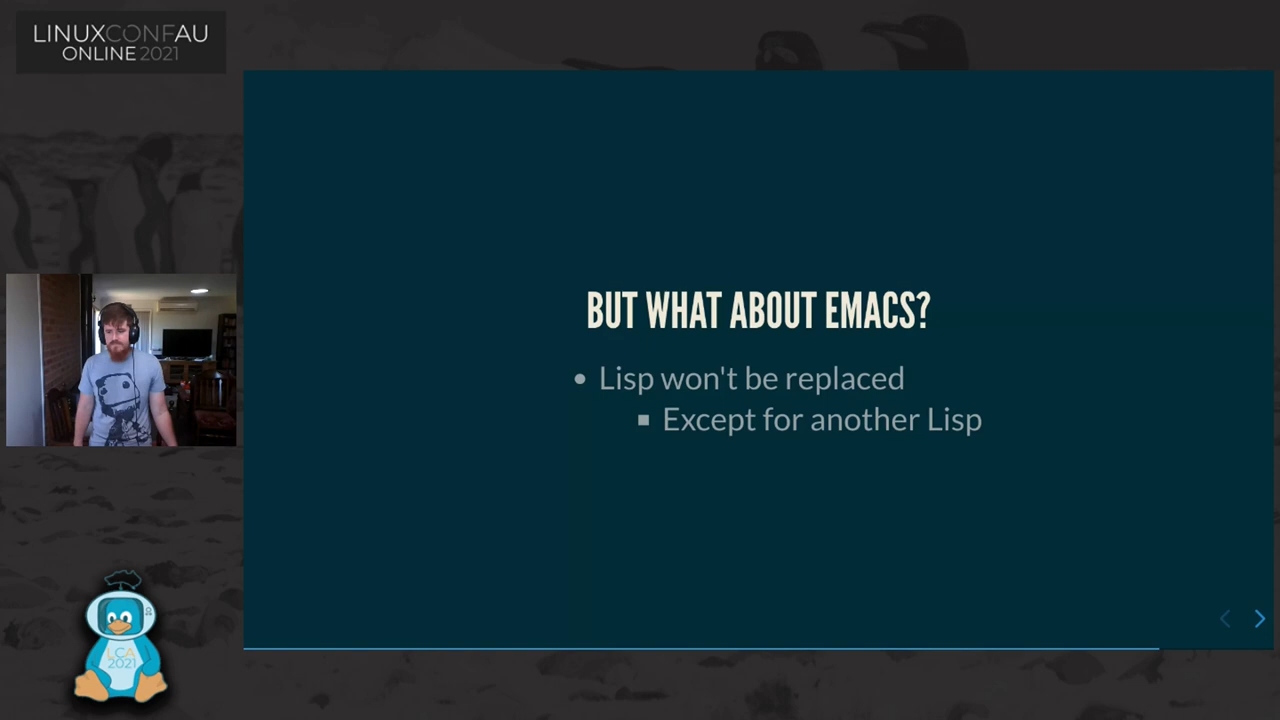 LINUXCONFAU
ONLINE 2021
BUT WHAT ABOUT EMACS?
Lisp won't be replaced
Except for another Lisp
LCA
2021